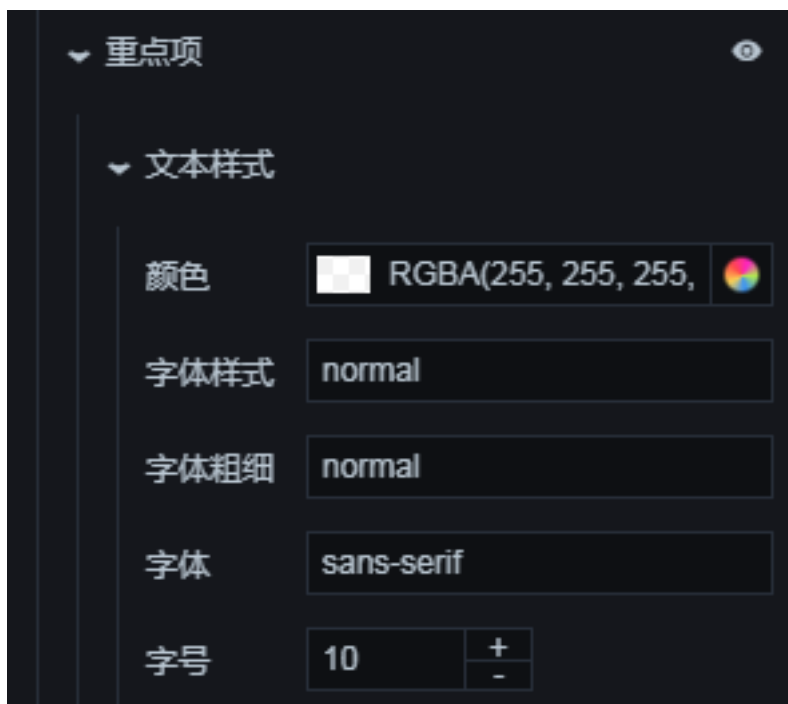 重点项
文本样式
颜色 RGBA(255, 255, 255,
字体样式 normal
字体粗细 normal
字体 sans-serif
字号 10 + -